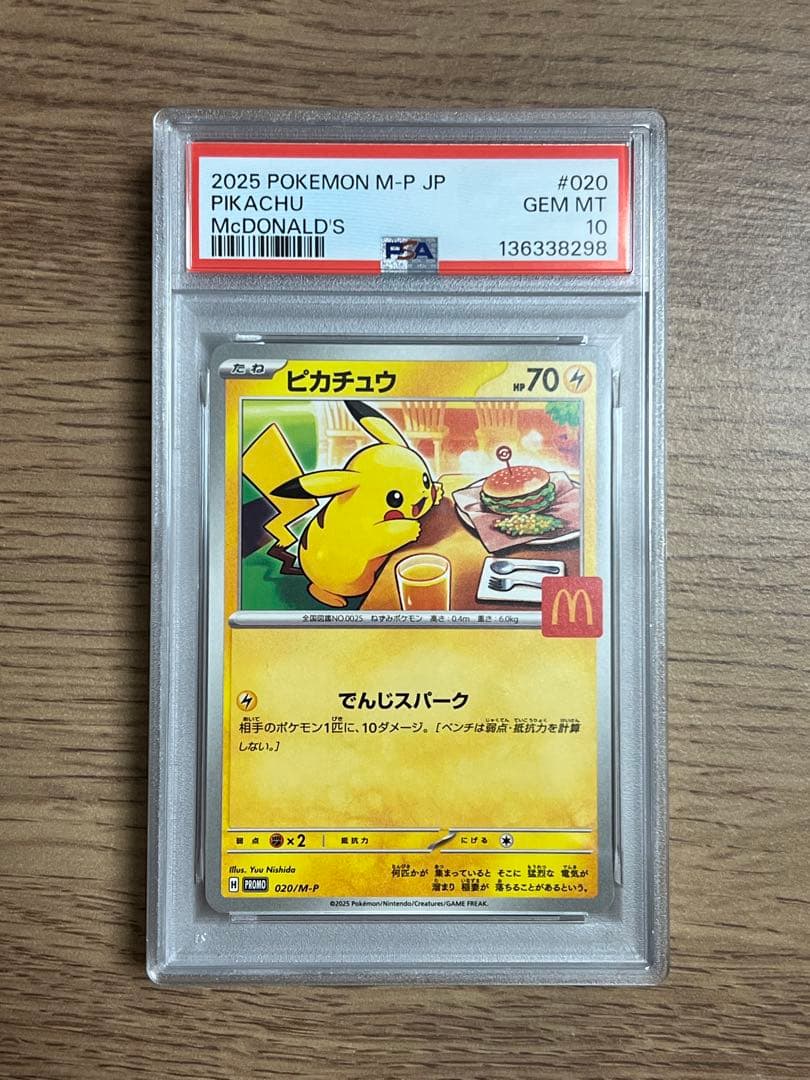 2025 POKEMON M-P JP #020
PIKACHU GEM MT
McDONALD'S 10
PSA 136338298
たね ピカチュウ HP70
全国図鑑NO.0025 ねずみポケモン 高さ:0.4m 重さ:6.0kg
でんじスパーク
相手のポケモン1匹に、10ダメージ。[ベンチは弱点・抵抗力を計算
しない。]
弱点 ×2 抵抗力 にげる
Illus. Yuu Nishida
何匹かが 集まっていると そこに 猛烈な 電気が
溜まり 稲妻が 落ちることがあるという。
H PROMO 020/M-P
©2025 Pokémon/Nintendo/Creatures/GAME FREAK.